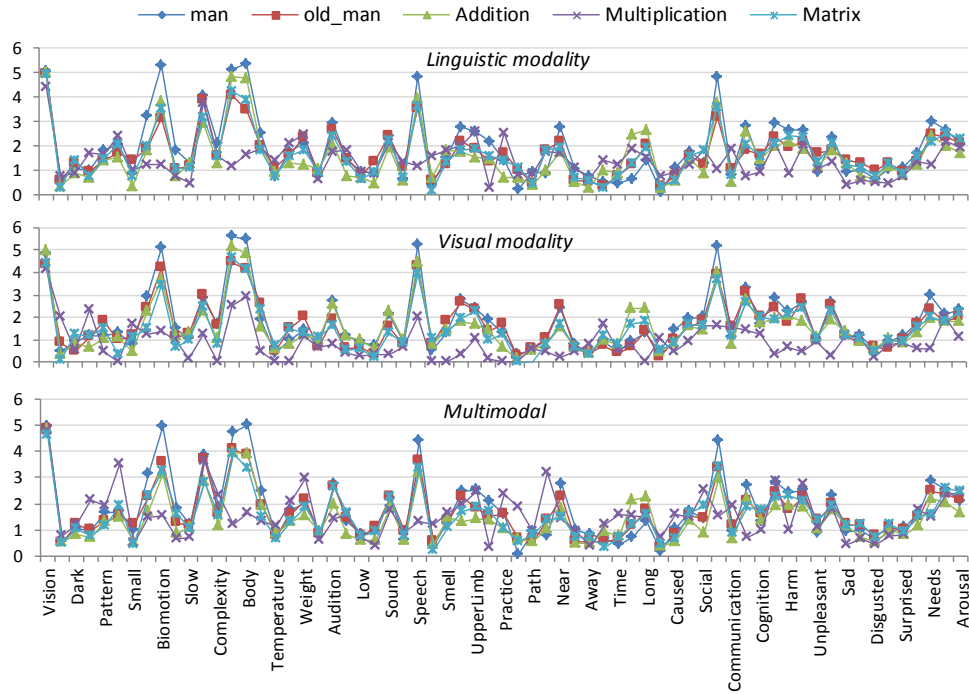 man old_man Addition Multiplication Matrix
Linguistic modality
6
5
4
3
2
1
0
Visual modality
6
5
4
3
2
1
0
Multimodal
6
5
4
3
2
1
0
Vision
Dark
Pattern
Small
Biomotion
Slow
Complexity
Body
Temperature
Weight
Audition
Low
Sound
Speech
Smell
UpperLimb
Practice
Path
Near
Away
Time
Long
Caused
Social
Communication
Cognition
Harm
Unpleasant
Sad
Disgusted
Surprised
Needs
Arousal